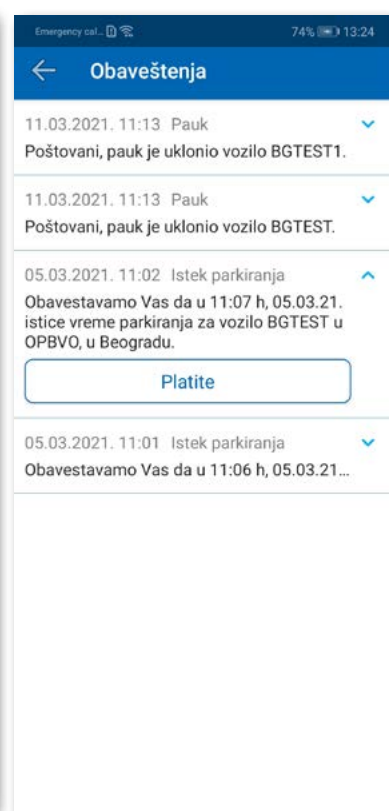 Emergency cal... 74% 13:24
Obaveštenja
11.03.2021. 11:13 Pauk
Poštovani, pauk je uklonio vozilo BGTEST1.
11.03.2021. 11:13 Pauk
Poštovani, pauk je uklonio vozilo BGTEST.
05.03.2021. 11:02 Istek parkiranja
Obavestavamo Vas da u 11:07 h, 05.03.21.
istice vreme parkiranja za vozilo BGTEST u
OPBVO, u Beogradu.
Platite
05.03.2021. 11:01 Istek parkiranja
Obavestavamo Vas da u 11:06 h, 05.03.21...